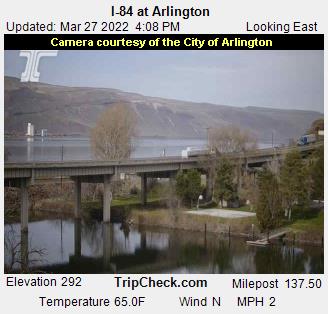 I-84 at Arlington
Updated: Mar 27 2022 4:08 PM Looking East
Camera courtesy of the City of Arlington
Elevation 292 TripCheck.com Milepost 137.50
Temperature 65.0F Wind N MPH 2